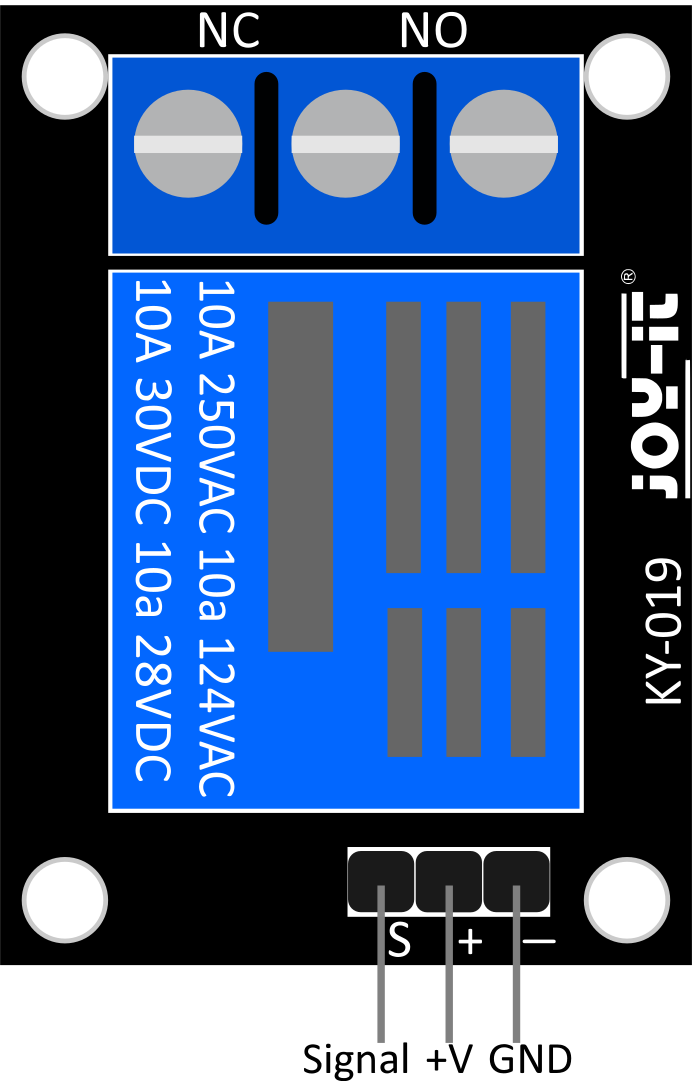 NC NO
10A 250VAC 10a 124VAC
10A 30VDC 10a 28VDC
®
JOY-iT
KY-019
S + —
Signal +V GND